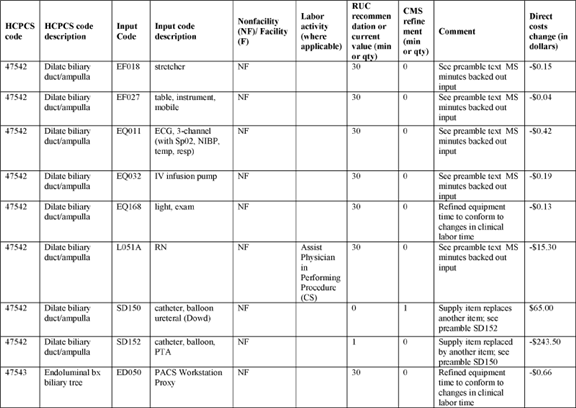 HCPCS code | HCPCS code description | Input Code | Input code description | Nonfacility (NF)/ Facility (F) | Labor activity (where applicable) | RUC recommen dation or current value (min or qty) | CMS refine ment (min or qty) | Comment | Direct costs change (in dollars)
47542 | Dilate biliary duct/ampulla | EF018 | stretcher | NF | | 30 | 0 | See preamble text MS minutes backed out input | -$0.15
47542 | Dilate biliary duct/ampulla | EF027 | table, instrument, mobile | NF | | 30 | 0 | See preamble text MS minutes backed out input | -$0.04
47542 | Dilate biliary duct/ampulla | EQ011 | ECG, 3-channel (with Sp02, NIBP, temp, resp) | NF | | 30 | 0 | See preamble text MS minutes backed out input | -$0.42
47542 | Dilate biliary duct/ampulla | EQ032 | IV infusion pump | NF | | 30 | 0 | See preamble text MS minutes backed out input | -$0.19
47542 | Dilate biliary duct/ampulla | EQ168 | light, exam | NF | | 30 | 0 | Refined equipment time to conform to changes in clinical labor time | -$0.13
47542 | Dilate biliary duct/ampulla | L051A | RN | NF | Assist Physician in Performing Procedure (CS) | 30 | 0 | See preamble text MS minutes backed out input | -$15.30
47542 | Dilate biliary duct/ampulla | SD150 | catheter, balloon ureteral (Dowd) | NF | | 0 | 1 | Supply item replaces another item; see preamble SD152 | $65.00
47542 | Dilate biliary duct/ampulla | SD152 | catheter, balloon, PTA | NF | | 1 | 0 | Supply item replaced by another item; see preamble SD150 | -$243.50
47543 | Endoluminal bx biliary tree | ED050 | PACS Workstation Proxy | NF | | 30 | 0 | Refined equipment time to conform to changes in clinical labor time | -$0.66